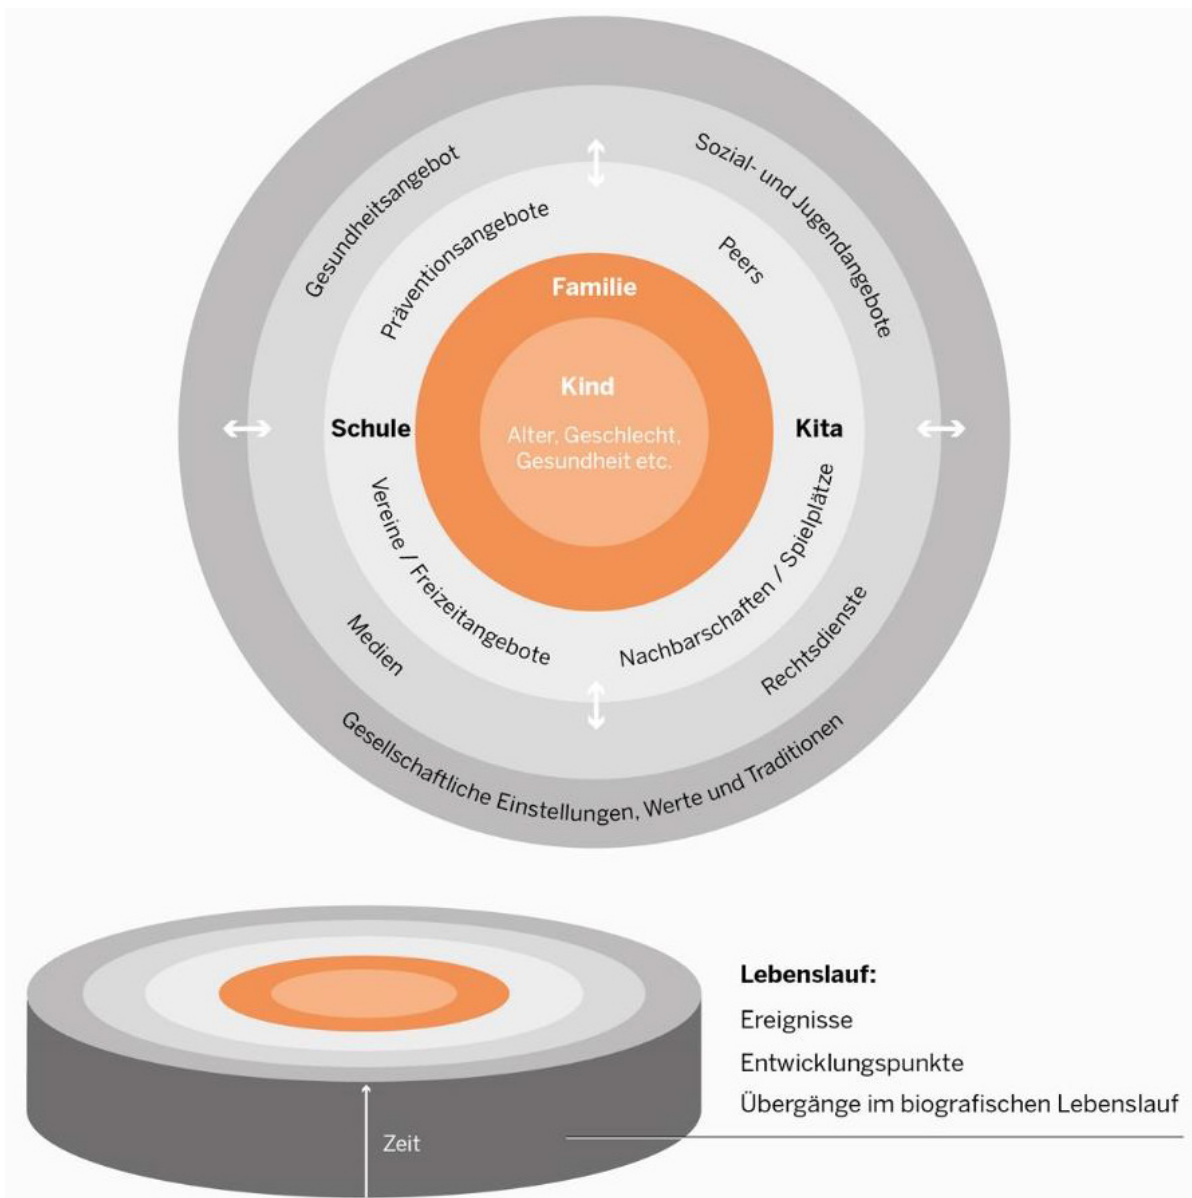 Gesundheitsangebot
Sozial- und Jugendangebote
Präventionsangebote
Peers
Familie
Kind
Alter, Geschlecht,
Gesundheit etc.
Schule
Kita
Vereine / Freizeitangebote
Nachbarschaften / Spielplätze
Medien
Rechtsdienste
Gesellschaftliche Einstellungen, Werte und Traditionen
Lebenslauf:
Ereignisse
Entwicklungspunkte
Übergänge im biografischen Lebenslauf
Zeit